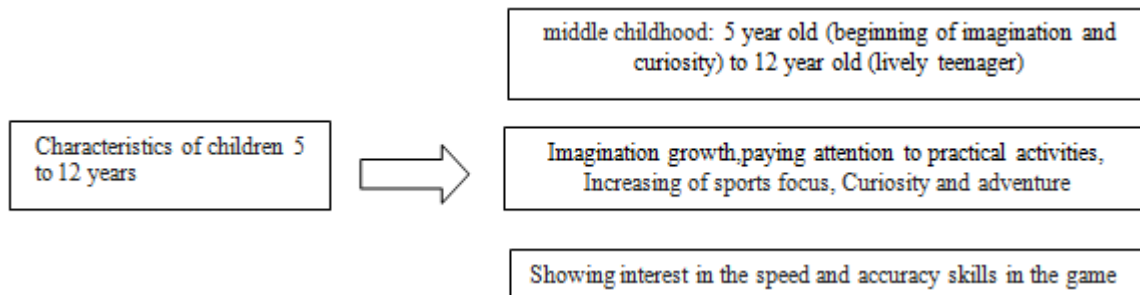 middle childhood: 5 year old (beginning of imagination and
curiosity) to 12 year old (lively teenager)
Characteristics of children 5
to 12 years
Imagination growth,paying attention to practical activities,
Increasing of sports focus, Curiosity and adventure
Showing interest in the speed and accuracy skills in the game